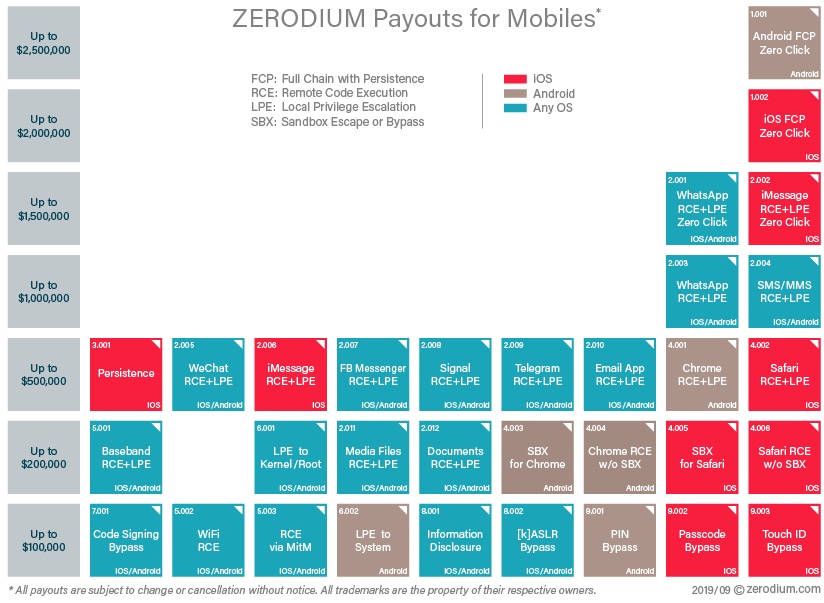 ZERODIUM Payouts for Mobiles*
FCP: Full Chain with Persistence
RCE: Remote Code Execution
LPE: Local Privilege Escalation
SBX: Sandbox Escape or Bypass
iOS
Android
Any OS
Up to
$2,500,000
1.001
Android FCP
Zero Click
Android
Up to
$2,000,000
1.002
iOS FCP
Zero Click
iOS
Up to
$1,500,000
2.001
WhatsApp
RCE+LPE
Zero Click
iOS/Android
2.002
iMessage
RCE+LPE
Zero Click
iOS
Up to
$1,000,000
2.003
WhatsApp
RCE+LPE
iOS/Android
2.004
SMS/MMS
RCE+LPE
iOS/Android
Up to
$500,000
3.001
Persistence
iOS
2.005
WeChat
RCE+LPE
iOS/Android
2.006
iMessage
RCE+LPE
iOS
2.007
FB Messenger
RCE+LPE
iOS/Android
2.008
Signal
RCE+LPE
iOS/Android
2.009
Telegram
RCE+LPE
iOS/Android
2.010
Email App
RCE+LPE
iOS/Android
4.001
Chrome
RCE+LPE
Android
4.002
Safari
RCE+LPE
iOS
Up to
$200,000
5.001
Baseband
RCE+LPE
iOS/Android
6.001
LPE to
Kernel/Root
iOS/Android
2.011
Media Files
RCE+LPE
iOS/Android
2.012
Documents
RCE+LPE
iOS/Android
4.003
SBX
for Chrome
Android
4.004
Chrome RCE
w/o SBX
Android
4.005
SBX
for Safari
iOS
4.006
Safari RCE
w/o SBX
iOS
Up to
$100,000
7.001
Code Signing
Bypass
iOS/Android
5.002
WiFi
RCE
iOS/Android
5.003
RCE
via MitM
iOS/Android
6.002
LPE to
System
Android
8.001
Information
Disclosure
iOS/Android
8.002
[k]ASLR
Bypass
iOS/Android
9.001
PIN
Bypass
Android
9.002
Passcode
Bypass
iOS
9.003
Touch ID
Bypass
iOS
* All payouts are subject to change or cancellation without notice. All trademarks are the property of their respective owners.
2019/09 © zerodium.com